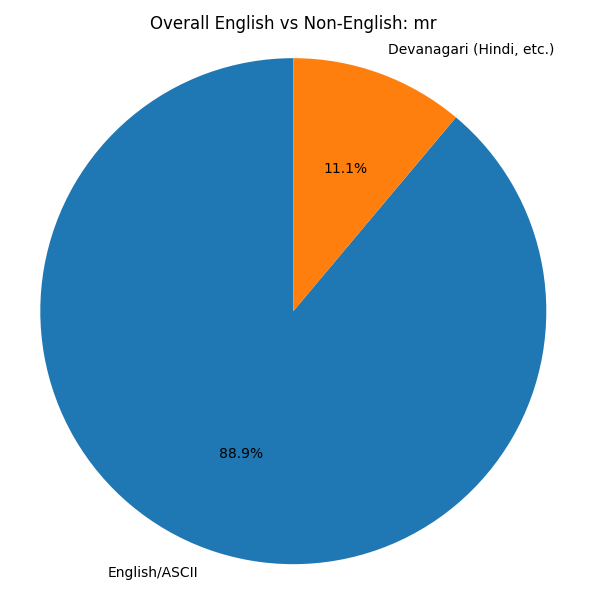 Overall English vs Non-English: mr
Devanagari (Hindi, etc.)
11.1%
88.9%
English/ASCII